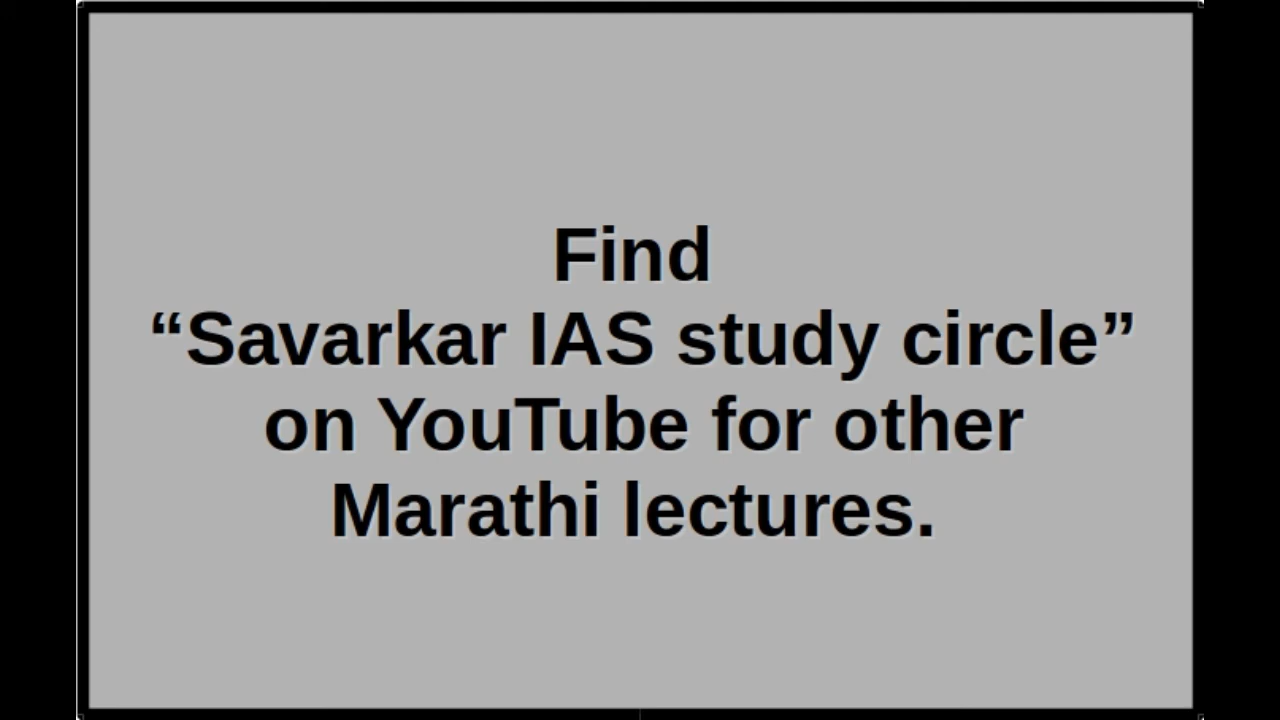 Find
“Savarkar IAS study circle”
on YouTube for other
Marathi lectures.